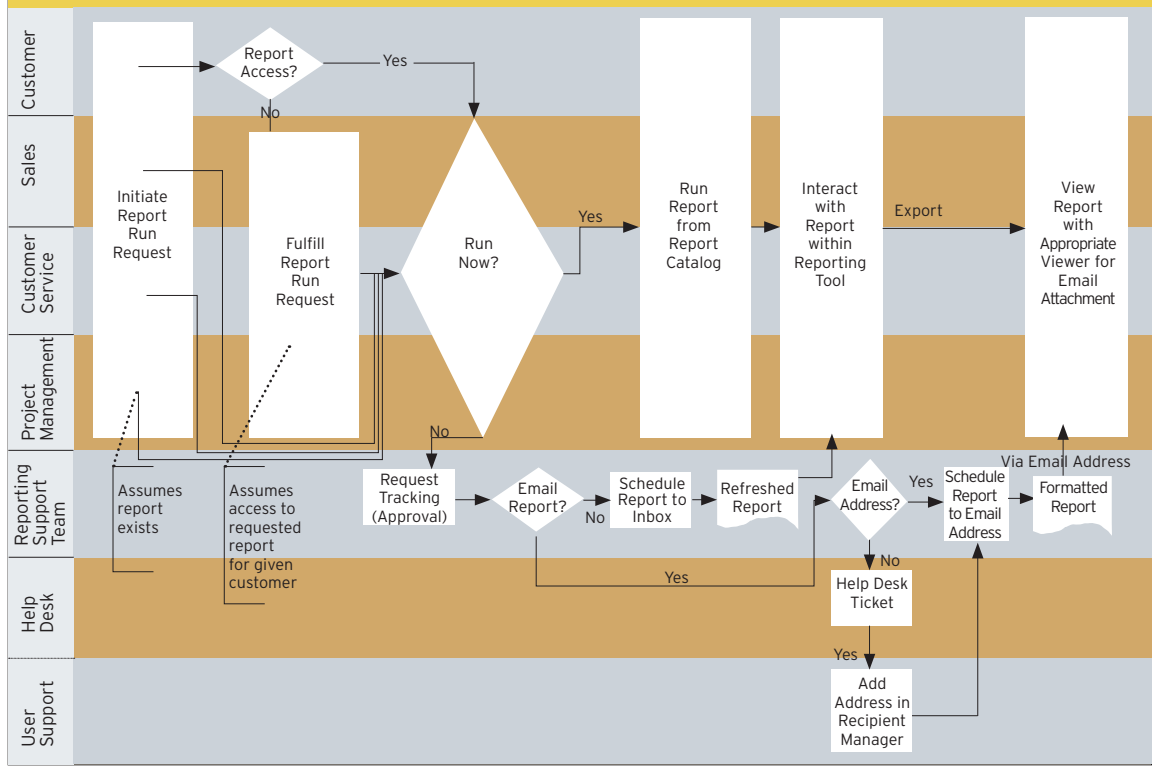 Customer
Sales
Customer
Service
Project
Management
Reporting
Support
Team
Help
Desk
User
Support
Initiate
Report
Run
Request
Report
Access?
Yes
No
Fulfill
Report
Run
Request
Run
Now?
Yes
No
Run
Report
from
Report
Catalog
Interact
with
Report
within
Reporting
Tool
Export
View
Report
with
Appropriate
Viewer for
Email
Attachment
Assumes
report
exists
Assumes
access to
requested
report
for given
customer
Request
Tracking
(Approval)
Email
Report?
No
Yes
Schedule
Report to
Inbox
Refreshed
Report
Email
Address?
Yes
No
Schedule
Report
to Email
Address
Via Email Address
Formatted
Report
Help Desk
Ticket
Yes
Add
Address in
Recipient
Manager